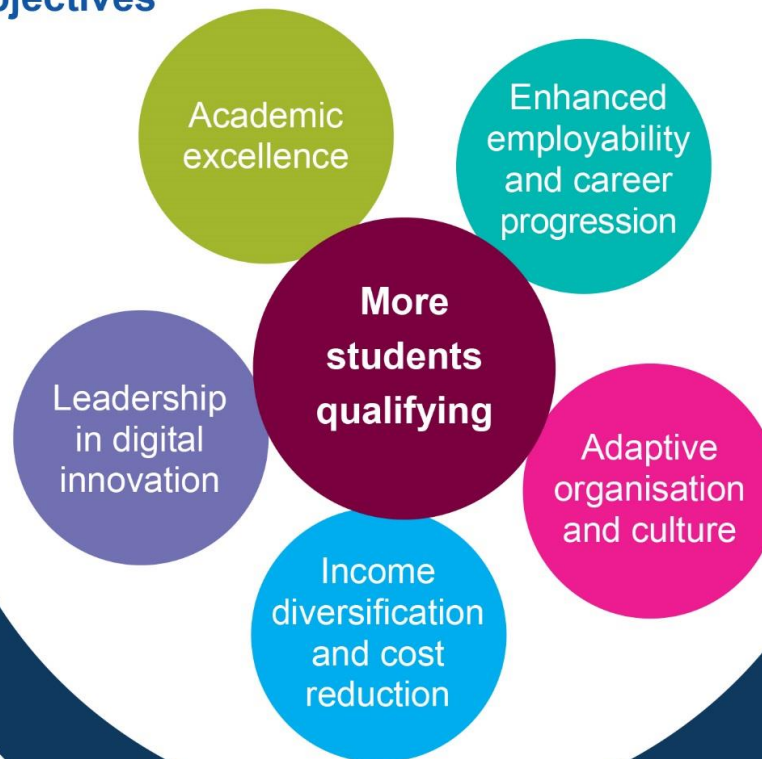 Academic
excellence
Enhanced
employability
and career
progression
More
students
qualifying
Leadership
in digital
innovation
Adaptive
organisation
and culture
Income
diversification
and cost
reduction